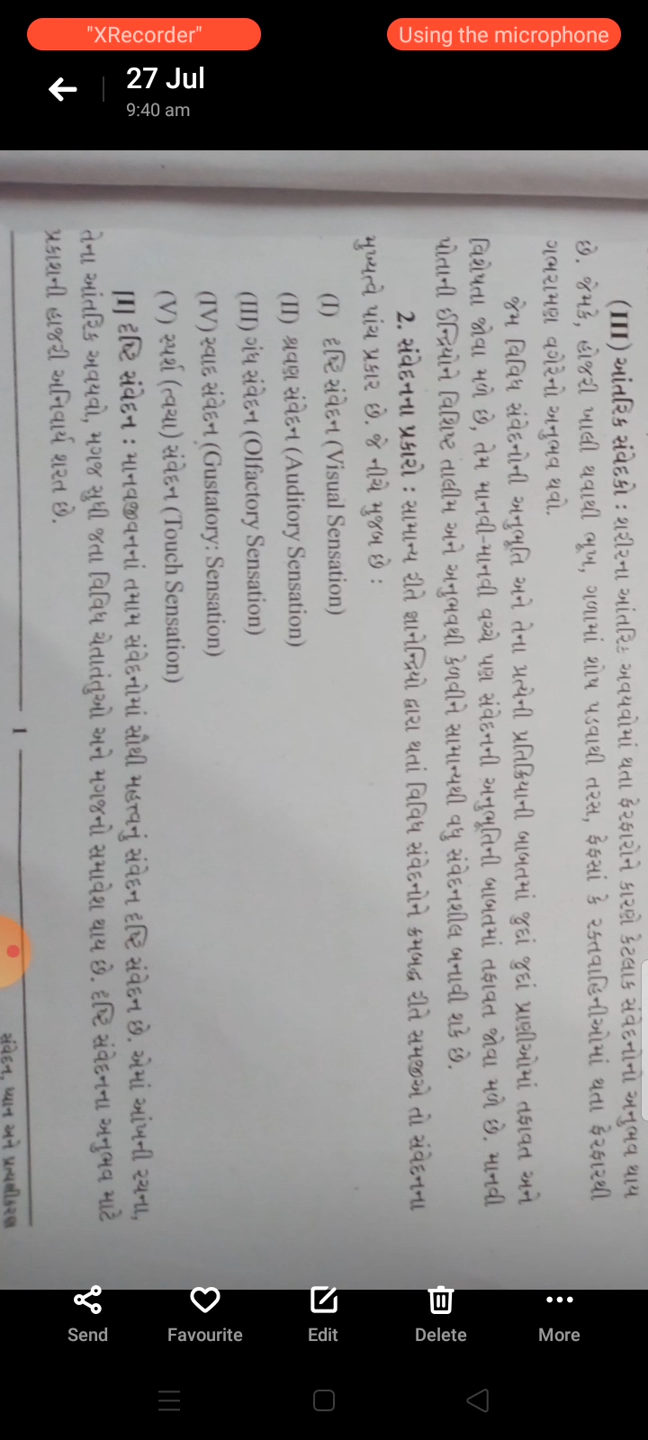 "XRecorder"
Using the microphone
27 Jul
9:40 am
(III) આંતરિક સંવેદકો : શરીરના આંતરિક અવયવોમાં થતા ફેરફારોને કારણે કેટલાક સંવેદનોનો અનુભવ થાય
છે. જેમકે, હોજરી ખાલી થવાથી ભૂખ, ગળામાં શોષ પડવાથી તરસ, ફેફસાં કે રક્તવાહિનીઓમાં થતા ફેરફારથી
ગભરામણ વગેરેનો અનુભવ થવો.
જેમ વિવિધ સંવેદનોની અનુભૂતિ અને તેના પ્રત્યેની પ્રતિક્રિયાની બાબતમાં જુદાં જુદાં પ્રાણીઓમાં તફાવત અને
વિશેષતા જોવા મળે છે, તેમ માનવી-માનવી વચ્ચે પણ સંવેદનની અનુભૂતિની બાબતમાં તફાવત જોવા મળે છે. માનવી
પોતાની ઈન્દ્રિયોને વિશિષ્ટ તાલીમ અને અનુભવથી કેળવીને સામાન્યથી વધુ સંવેદનશીલ બનાવી શકે છે.
2. સંવેદનના પ્રકારો : સામાન્ય રીતે જ્ઞાનેન્દ્રિયો દ્વારા થતાં વિવિધ સંવેદનોને ક્રમબદ્ધ રીતે સમજીએ તો સંવેદનના
મુખ્યત્વે પાંચ પ્રકાર છે. જે નીચે મુજબ છે :
(I) દૃષ્ટિ સંવેદન (Visual Sensation)
(II) શ્રવણ સંવેદન (Auditory Sensation)
(III) ગંધ સંવેદન (Olfactory Sensation)
(IV) સ્વાદ સંવેદન (Gustatory: Sensation)
(V) સ્પર્શ (ત્વચા) સંવેદન (Touch Sensation)
[I] દૃષ્ટિ સંવેદન : માનવજીવનનાં તમામ સંવેદનોમાં સૌથી મહત્ત્વનું સંવેદન દૃષ્ટિ સંવેદન છે. એમાં આંખની રચના,
તેના આંતરિક અવયવો, મગજ સુધી જતા વિવિધ ચેતાતંતુઓ અને મગજનો સમાવેશ થાય છે. દૃષ્ટિ સંવેદનના અનુભવ માટે
પ્રકાશની હાજરી અનિવાર્ય શરત છે.
1
સંવેદન, ધ્યાન અને પ્રત્યક્ષીકરણ
Send
Favourite
Edit
Delete
More